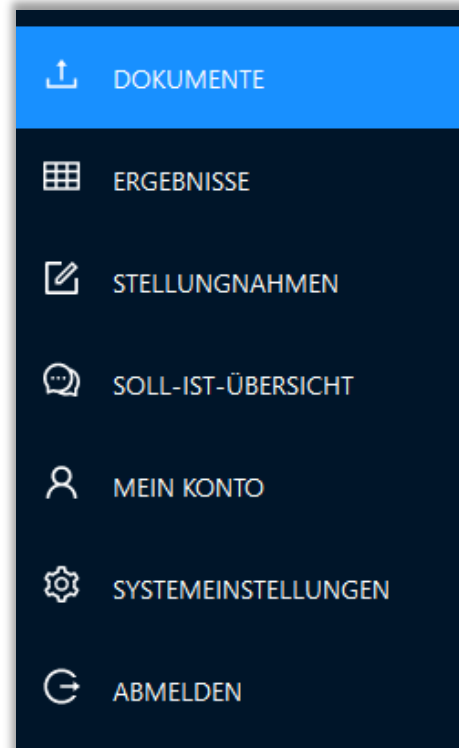 DOKUMENTE
ERGEBNISSE
STELLUNGNAHMEN
SOLL-IST-ÜBERSICHT
MEIN KONTO
SYSTEMEINSTELLUNGEN
ABMELDEN